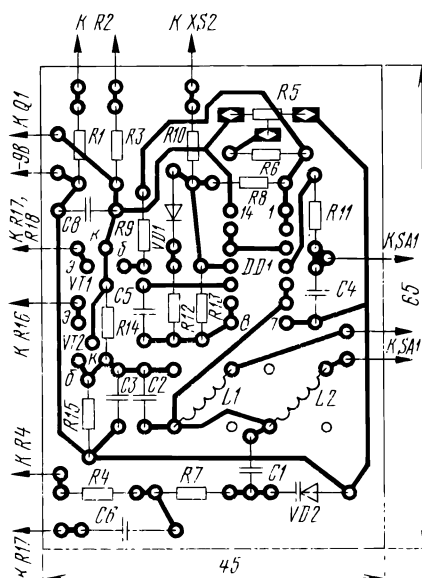 К R2
К XS2
К Q1
-9В
К R17, R18
К R16
К R4
К R17
R1
R3
R10
R5
R6
R8
C8
к
R9
б
VD1
14
1
R11
э
VT1
C5
DD1
К SA1
э
VT2
R14
R12
R13
8
7
C4
65
к
б
C3
C2
L1
L2
К SA1
R15
C1
R4
R7
VD2
C6
45